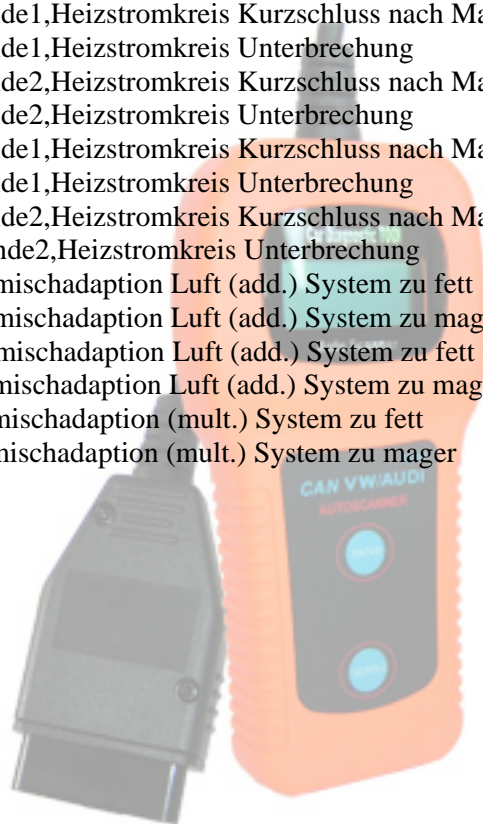 de1,Heizstromkreis Kurzschluss nach Ma
de1,Heizstromkreis Unterbrechung
de2,Heizstromkreis Kurzschluss nach Ma
de2,Heizstromkreis Unterbrechung
de1,Heizstromkreis Kurzschluss nach Ma
de1,Heizstromkreis Unterbrechung
de2,Heizstromkreis Kurzschluss nach Ma
nde2,Heizstromkreis Unterbrechung
mischadaption Luft (add.) System zu fett
mischadaption Luft (add.) System zu mag
mischadaption Luft (add.) System zu fett
mischadaption Luft (add.) System zu mag
mischadaption (mult.) System zu fett
mischadaption (mult.) System zu mager
CAN VW/AUDI
AUTOSCANNER